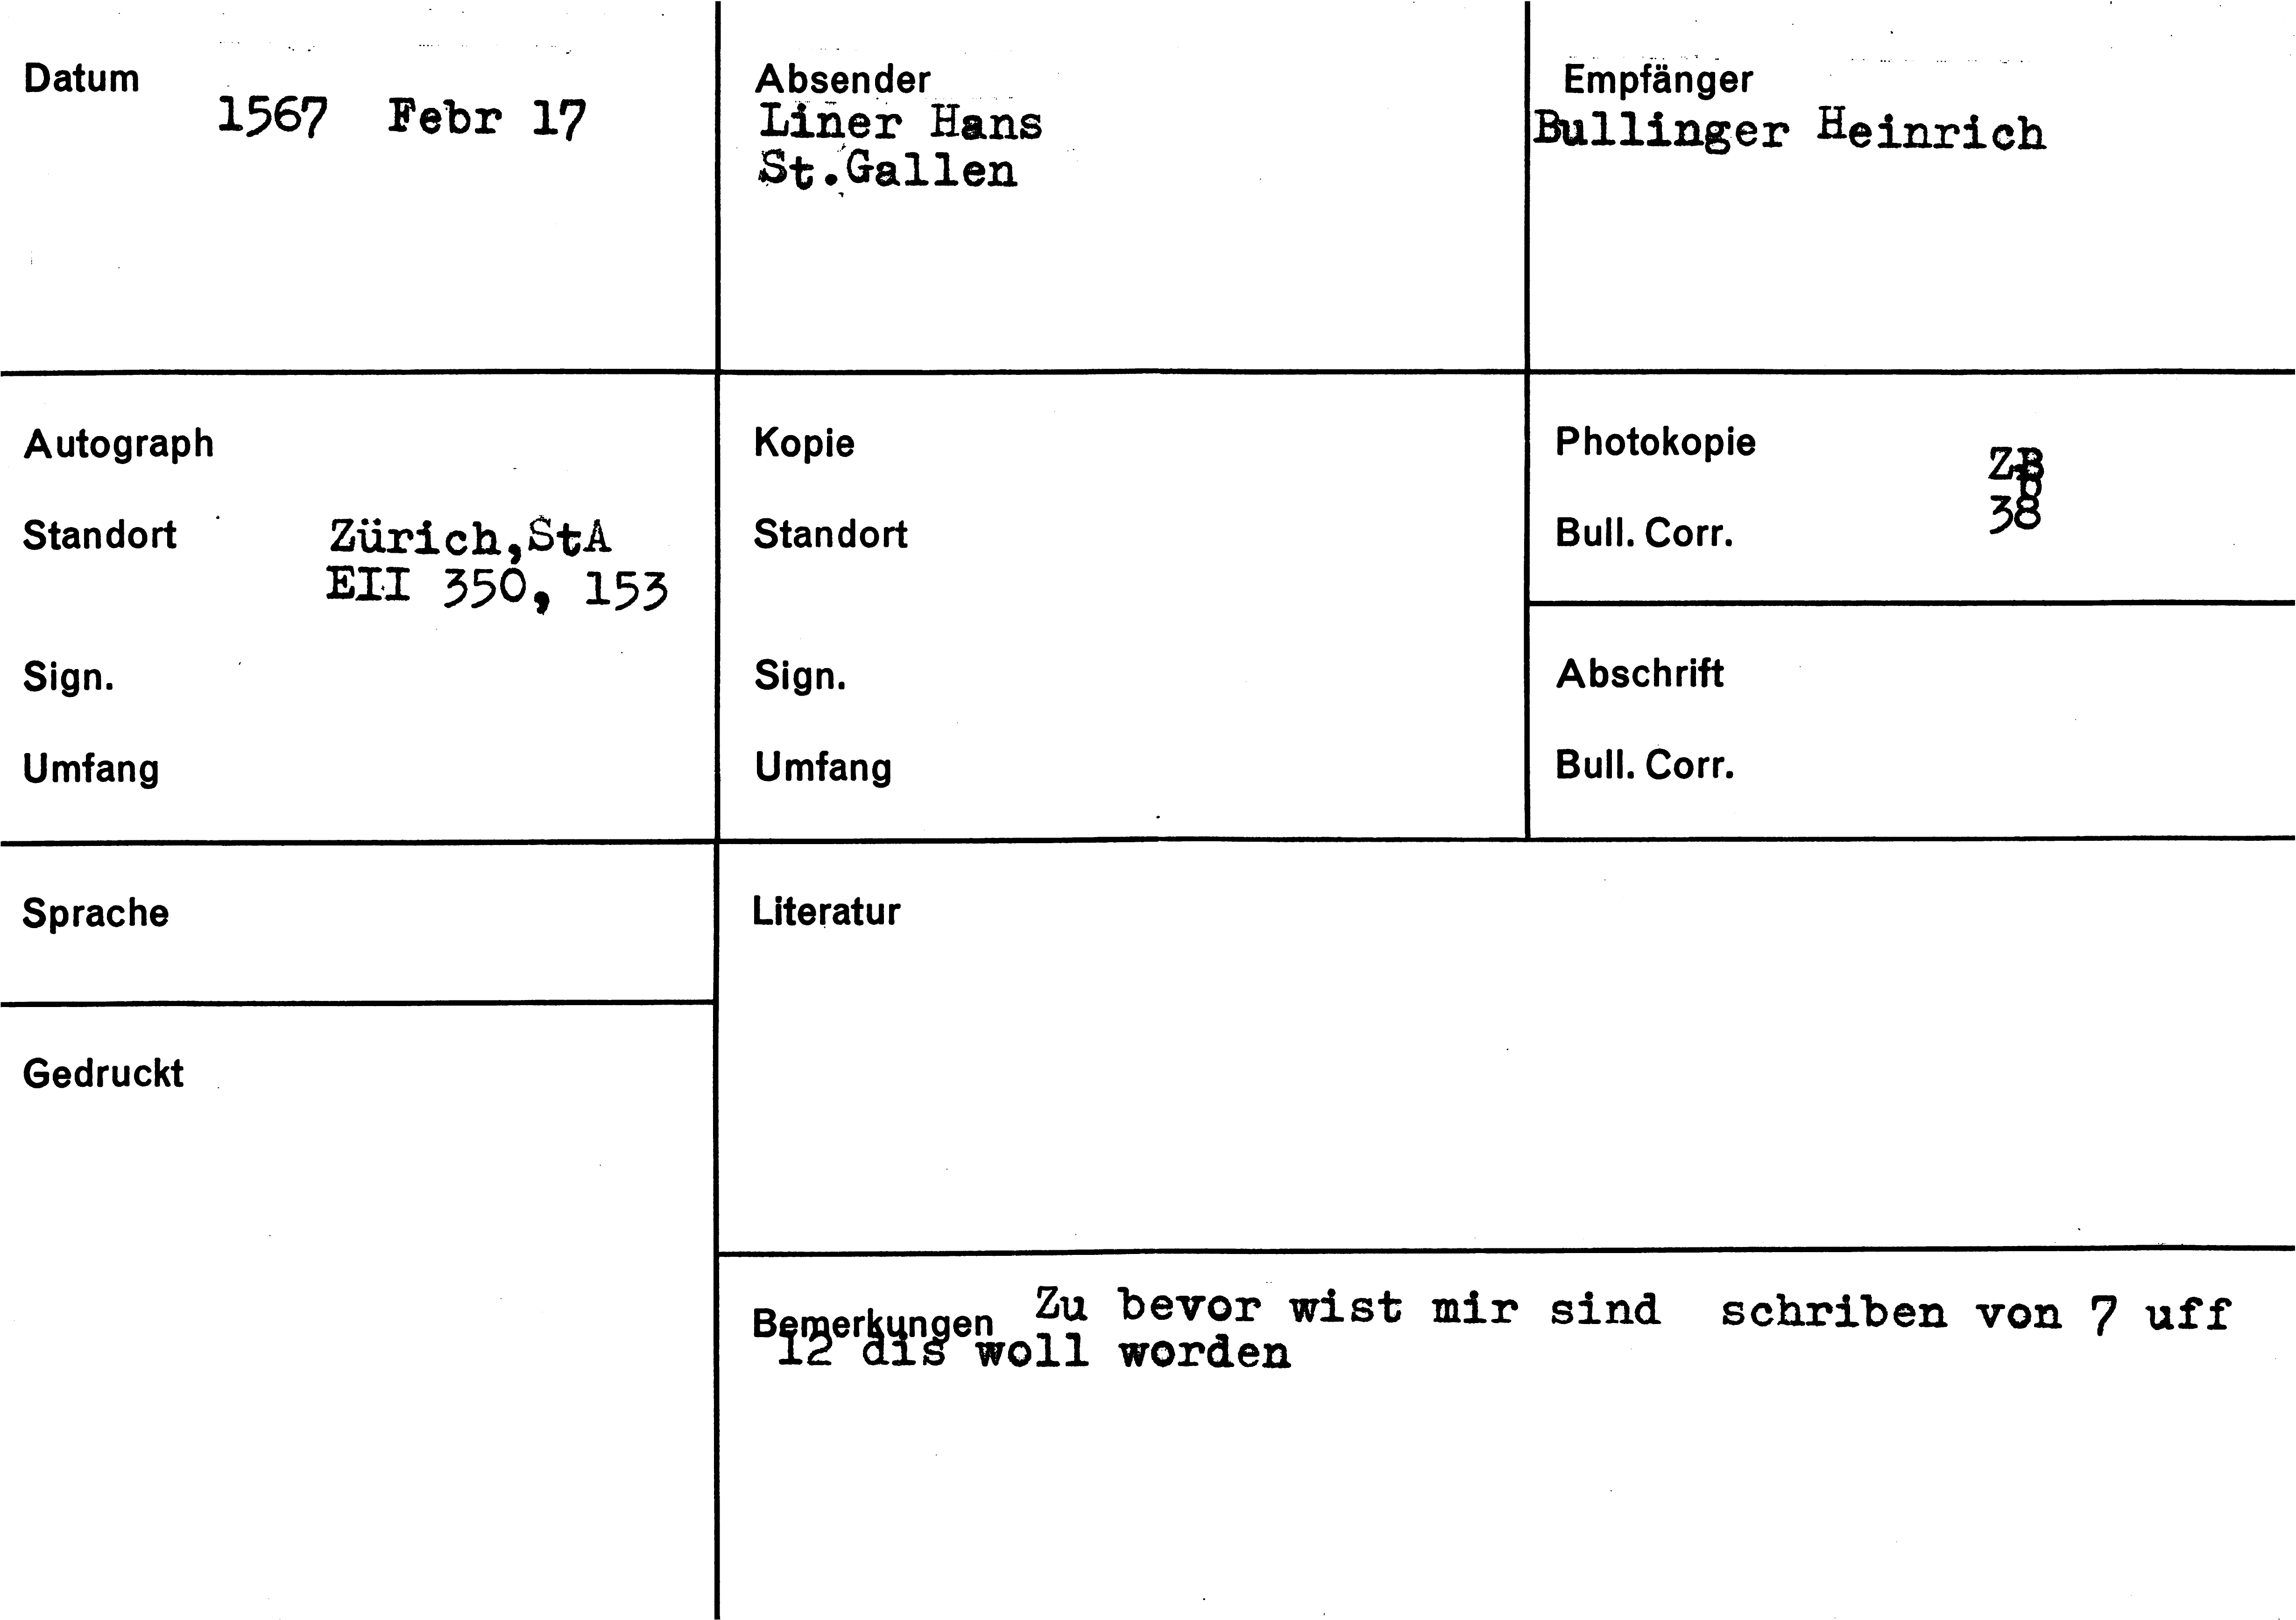 Datum
1567 Febr 17
Absender
Liner Hans
St.Gallen
Empfänger
Bullinger Heinrich
Autograph
Standort
Zürich,StA
EII 350, 153
Sign.
Umfang
Kopie
Standort
Sign.
Umfang
Photokopie
ZB
Bull. Corr.
38
Abschrift
Bull. Corr.
Sprache
Gedruckt
Literatur
Bemerkungen Zu bevor wist mir sind schriben von 7 uff
12 dis woll worden